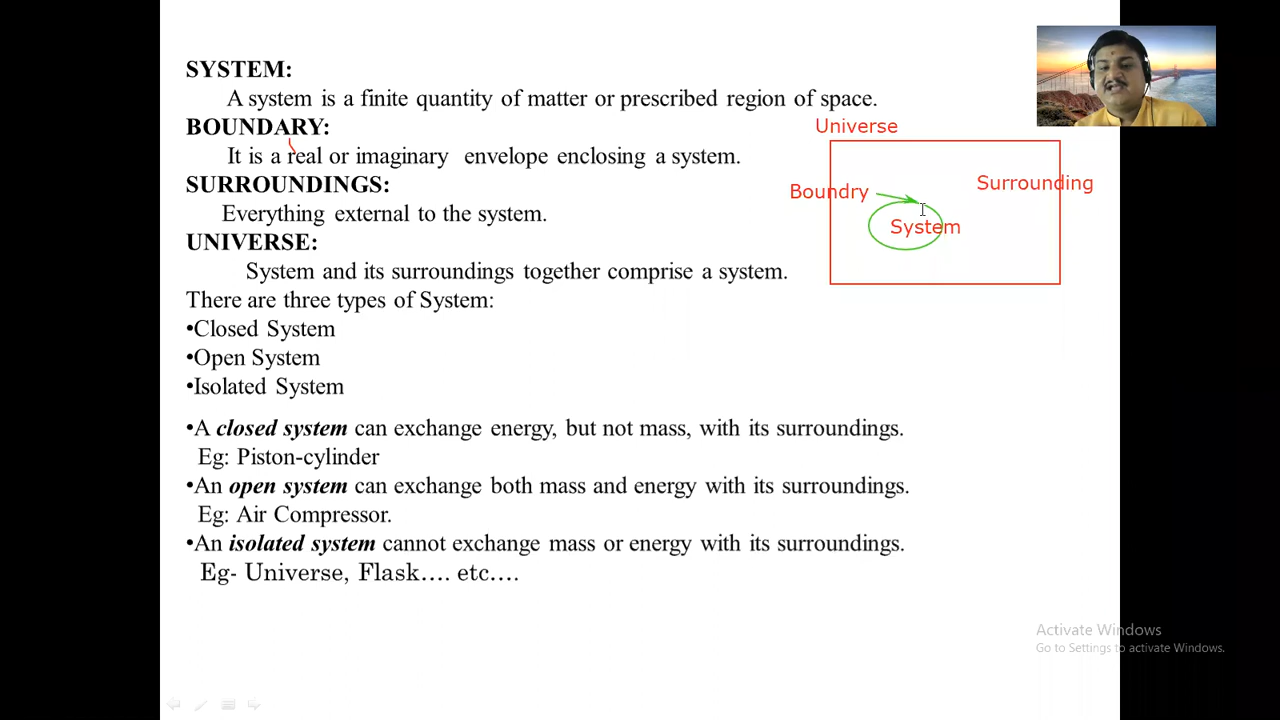 SYSTEM:
A system is a finite quantity of matter or prescribed region of space.
BOUNDARY:
It is a real or imaginary envelope enclosing a system.
SURROUNDINGS:
Everything external to the system.
UNIVERSE:
System and its surroundings together comprise a system.
There are three types of System:
•Closed System
•Open System
•Isolated System
•A closed system can exchange energy, but not mass, with its surroundings.
Eg: Piston-cylinder
•An open system can exchange both mass and energy with its surroundings.
Eg: Air Compressor.
•An isolated system cannot exchange mass or energy with its surroundings.
Eg- Universe, Flask.... etc....
Universe
Surrounding
Boundry
System
Activate Windows
Go to Settings to activate Windows.